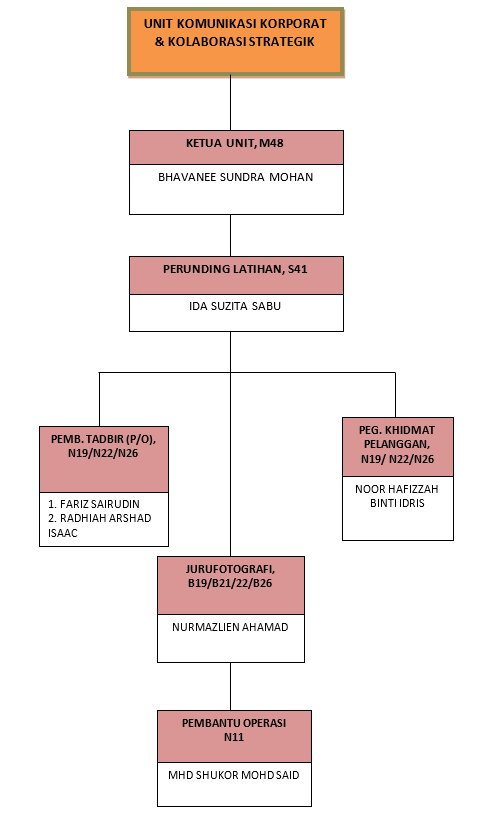 UNIT KOMUNIKASI KORPORAT
& KOLABORASI STRATEGIK
KETUA UNIT, M48
BHAVANEE SUNDRA MOHAN
PERUNDING LATIHAN, S41
IDA SUZITA SABU
PEMB. TADBIR (P/O),
N19/N22/N26
1. FARIZ SAIRUDIN
2. RADHIAH ARSHAD
ISAAC
PEG. KHIDMAT
PELANGGAN,
N19/ N22/N26
NOOR HAFIZZAH
BINTI IDRIS
JURUFOTOGRAFI,
B19/B21/22/B26
NURMAZLIEN AHAMAD
PEMBANTU OPERASI
N11
MHD SHUKOR MOHD SAID